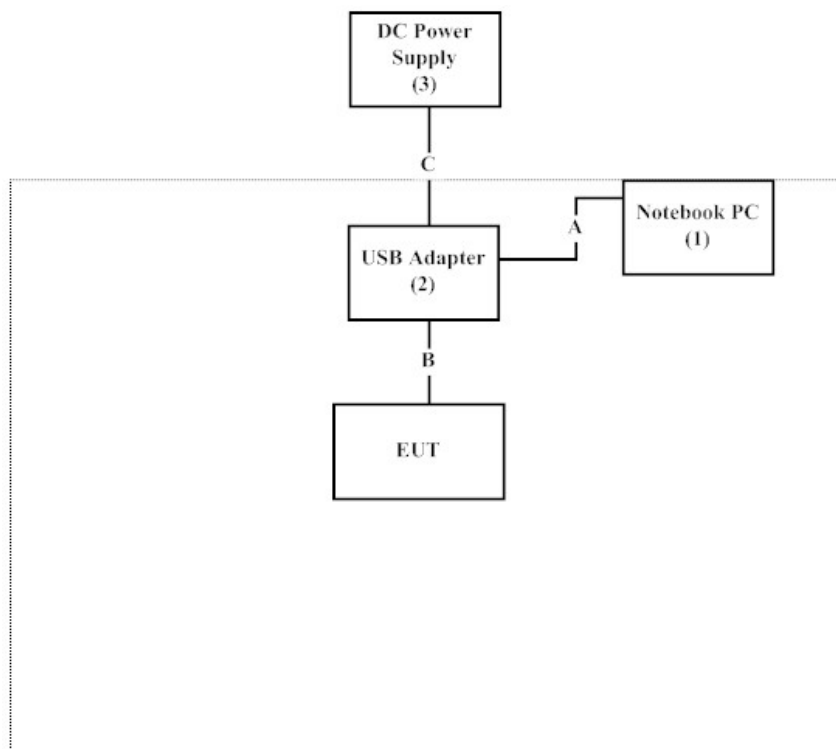 DC Power
Supply
(3)
C
Notebook PC
(1)
A
USB Adapter
(2)
B
EUT